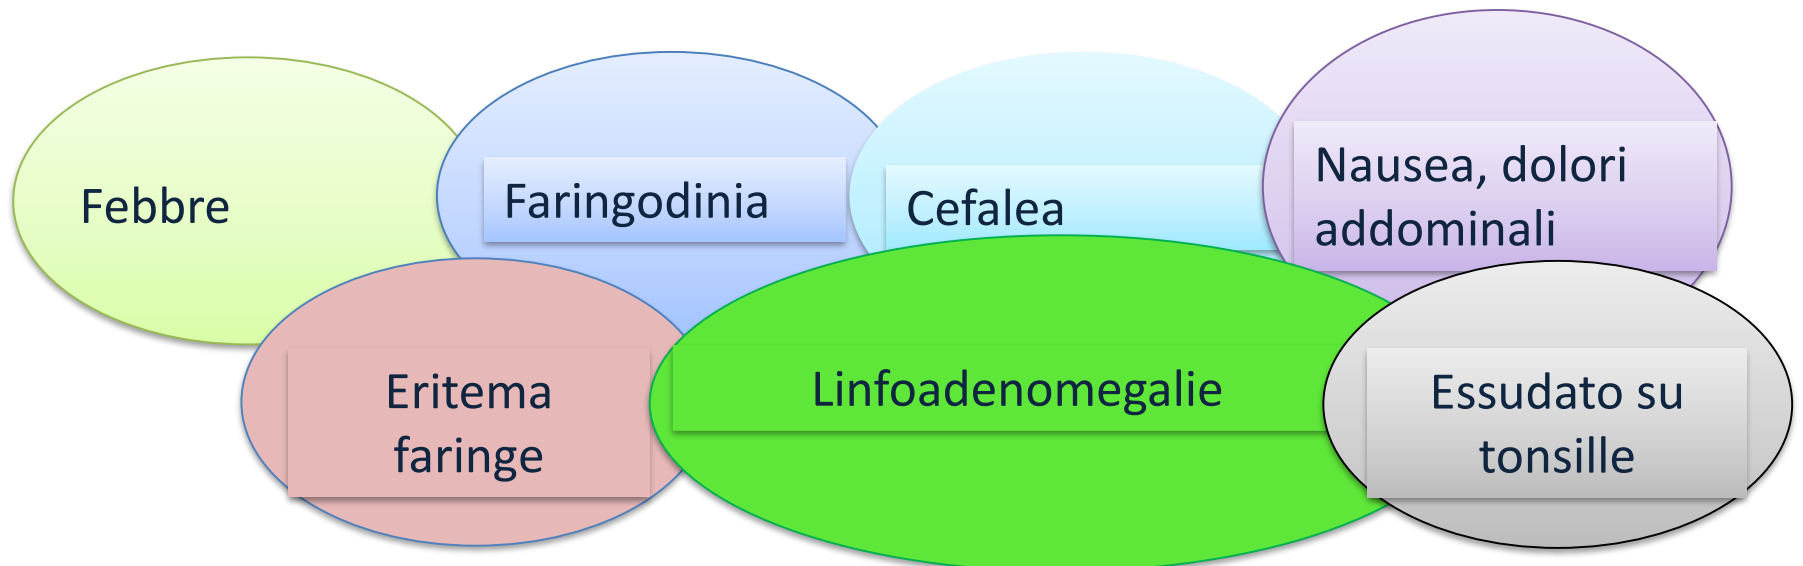 Febbre
Faringodinia
Cefalea
Nausea, dolori
addominali
Eritema
faringe
Linfoadenomegalie
Essudato su
tonsille